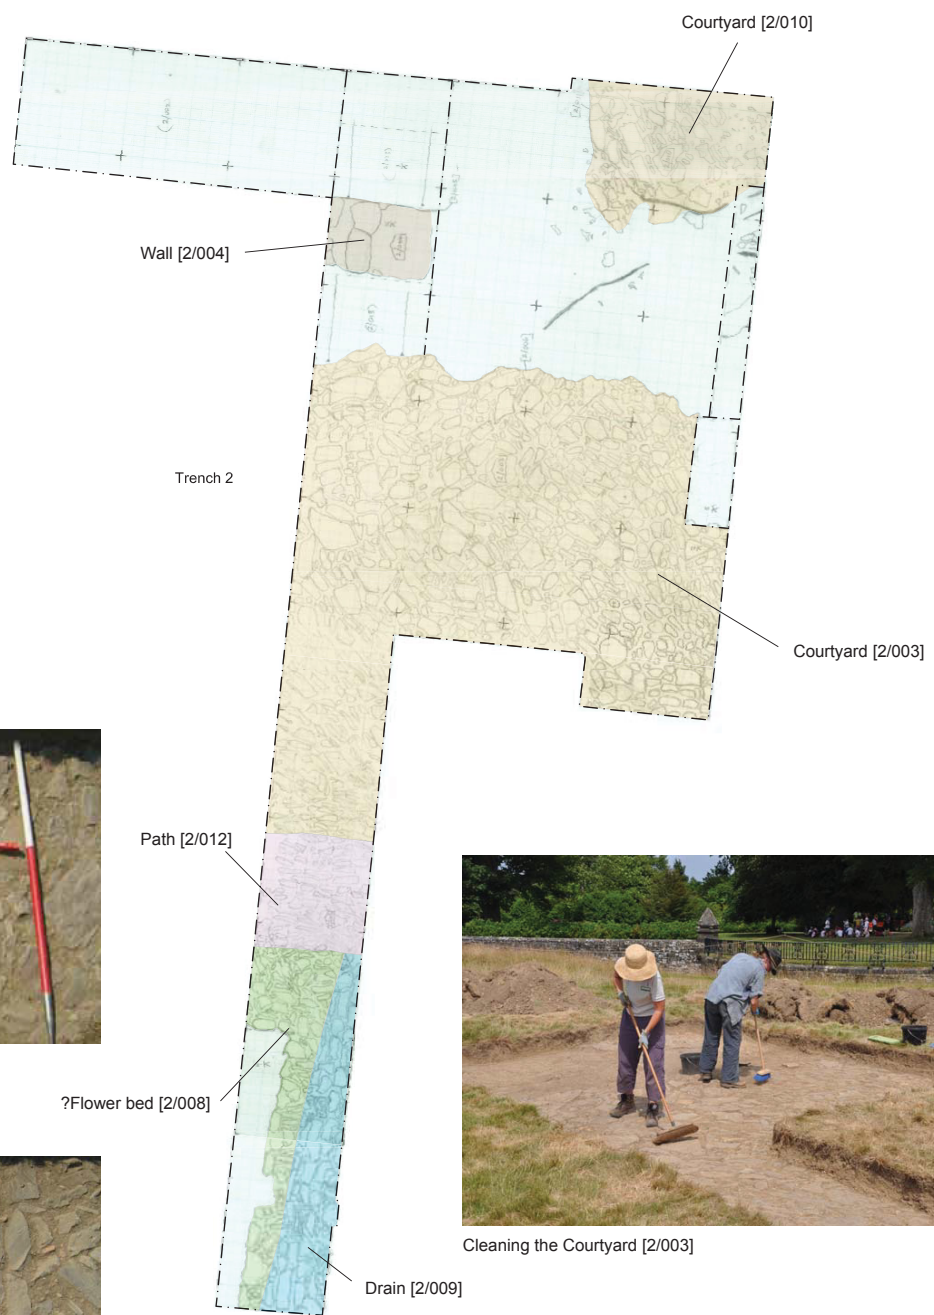 Courtyard [2/010]
Wall [2/004]
Trench 2
Courtyard [2/003]
Path [2/012]
?Flower bed [2/008]
Cleaning the Courtyard [2/003]
Drain [2/009]